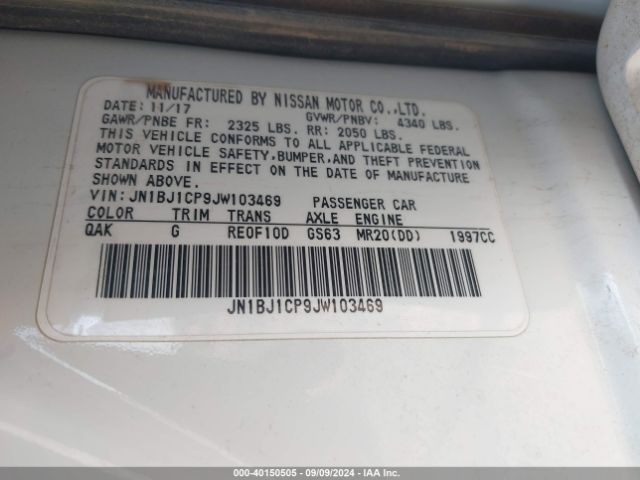 MANUFACTURED BY NISSAN MOTOR CO.,LTD.
DATE: 11/17 GVWR/PNBV: 4340 LBS.
GAWR/PNBE FR: 2325 LBS. RR: 2050 LBS.
THIS VEHICLE CONFORMS TO ALL APPLICABLE FEDERAL
MOTOR VEHICLE SAFETY,BUMPER,AND THEFT PREVENTION
STANDARDS IN EFFECT ON THE DATE OF MANUFACTURE
SHOWN ABOVE.
VIN: JN1BJ1CP9JW103469 PASSENGER CAR
COLOR TRIM TRANS AXLE ENGINE
QAK G RE0F10D GS63 MR20(DD) 1997CC
JN1BJ1CP9JW103469
000-40150505 - 09/09/2024 - IAA Inc.